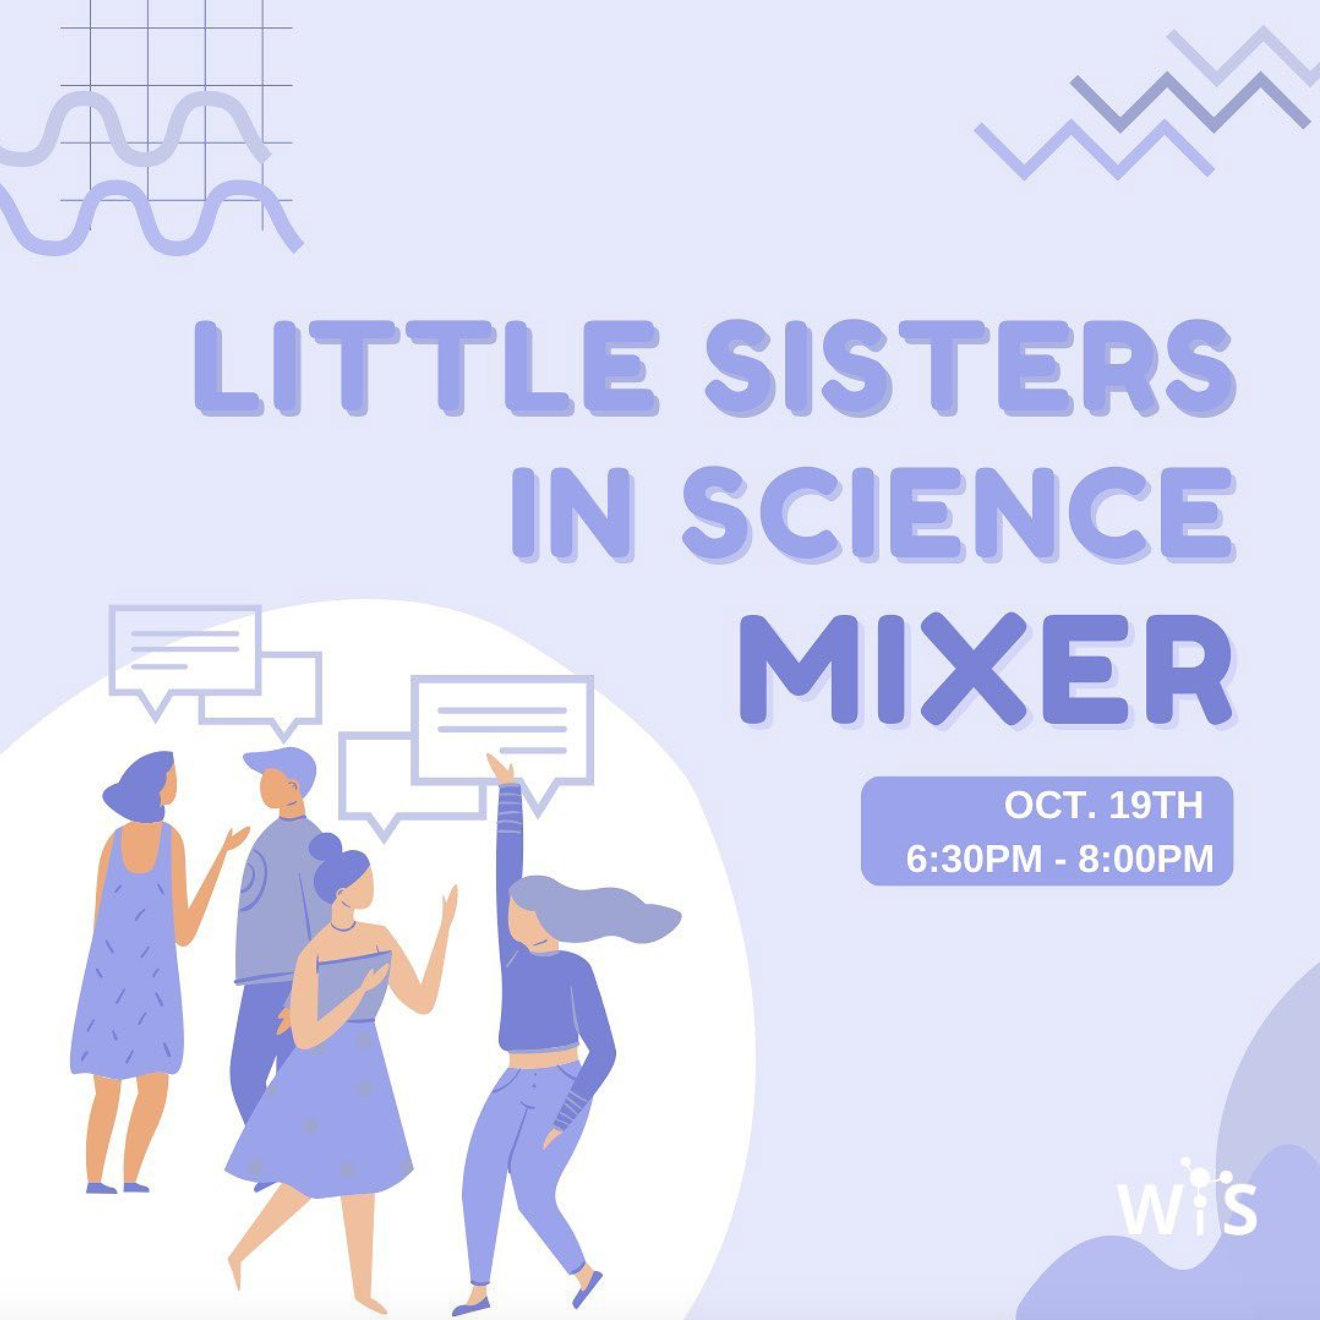 LITTLE SISTERS
IN SCIENCE
MIXER
OCT. 19TH
6:30PM - 8:00PM
WiS